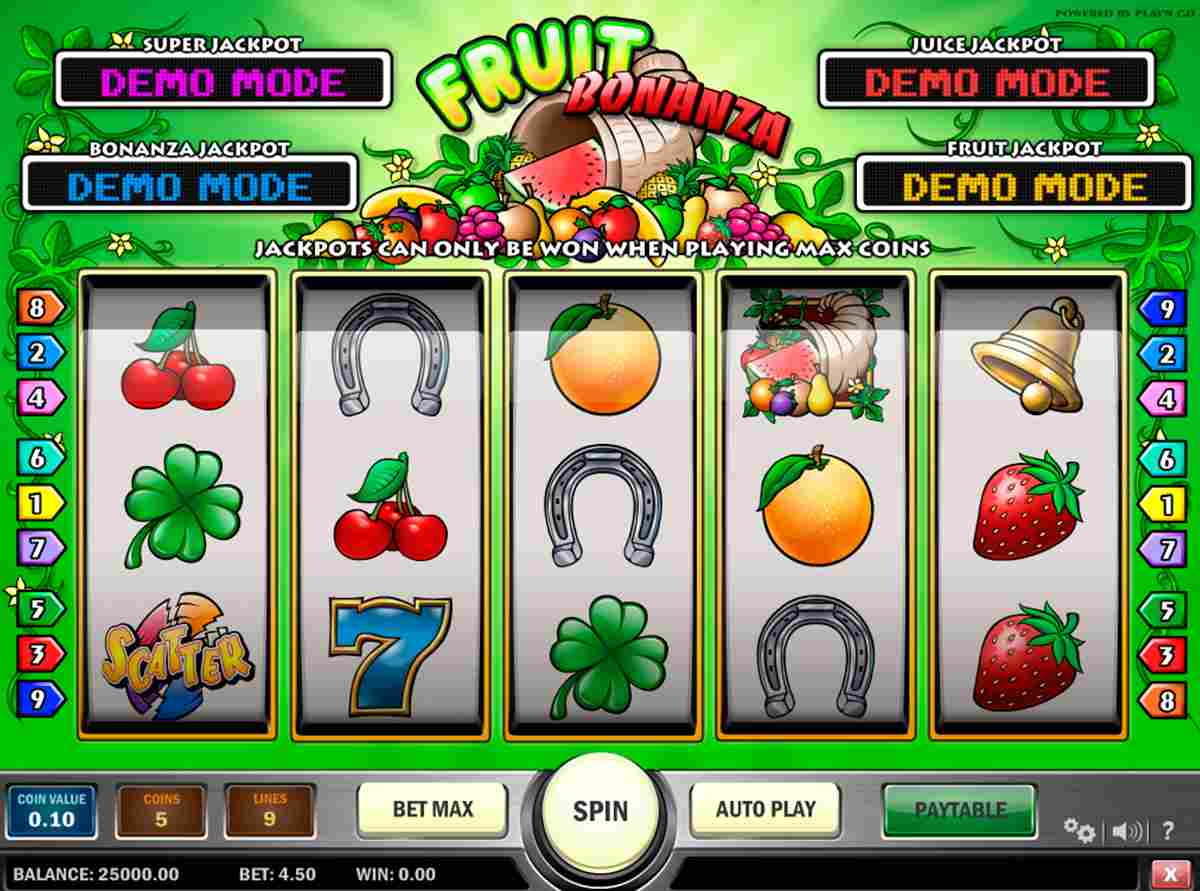 POWERED BY PLAY'N GO
SUPER JACKPOT
DEMO MODE
FRUIT
BONANZA
JUICE JACKPOT
DEMO MODE
BONANZA JACKPOT
DEMO MODE
FRUIT JACKPOT
DEMO MODE
JACKPOTS CAN ONLY BE WON WHEN PLAYING MAX COINS
8
9
2
2
4
4
6
6
1
1
7
7
5
5
3
3
9
8
SCATTER
7
COIN VALUE
0.10
COINS
5
LINES
9
BET MAX
SPIN
AUTO PLAY
PAYTABLE
?
BALANCE: 25000.00 BET: 4.50 WIN: 0.00
X